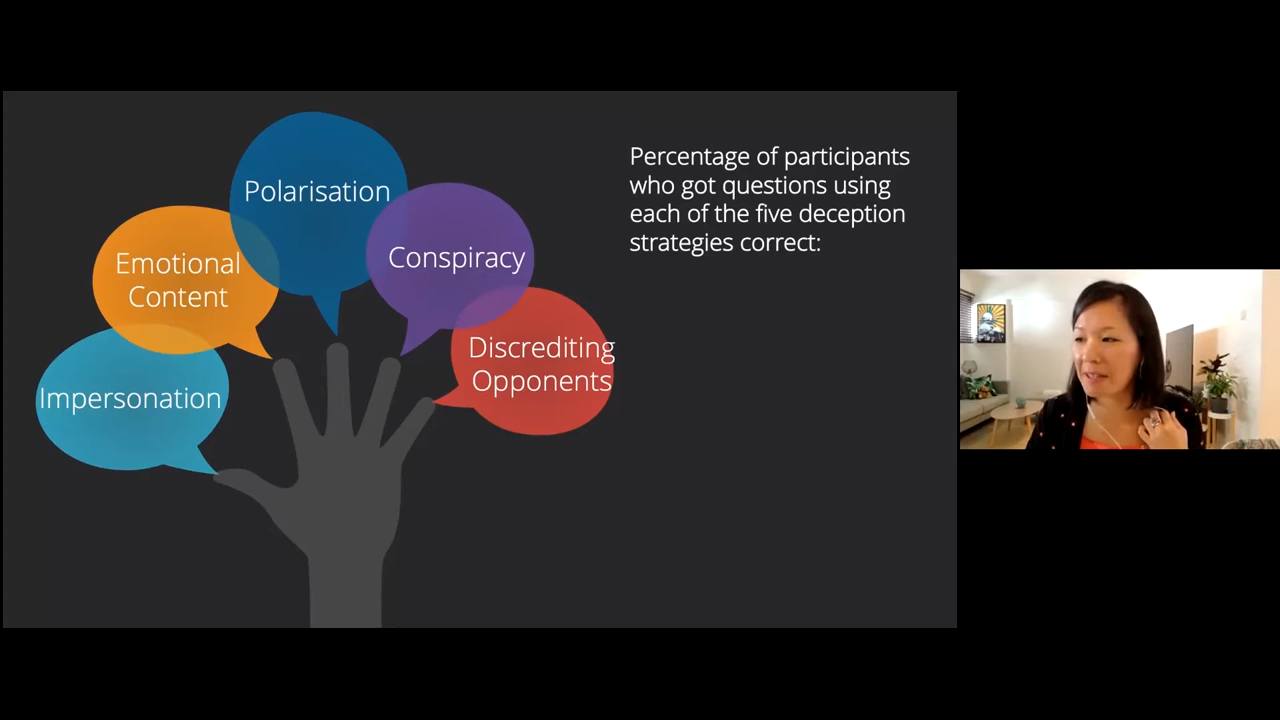 Polarisation
Emotional
Content
Conspiracy
Impersonation
Discrediting
Opponents
Percentage of participants
who got questions using
each of the five deception
strategies correct: